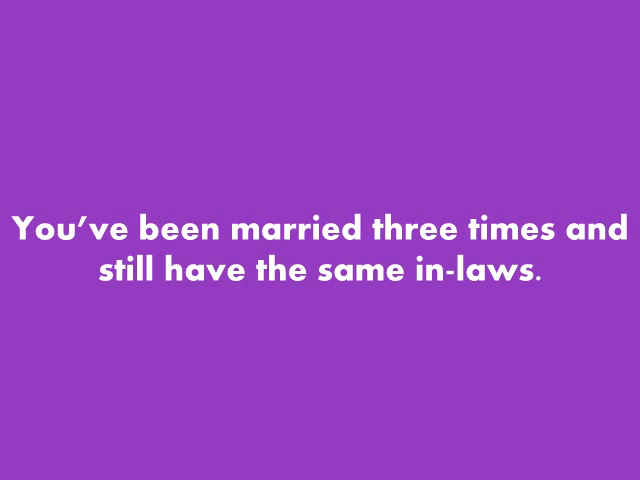 You’ve been married three times and
still have the same in-laws.